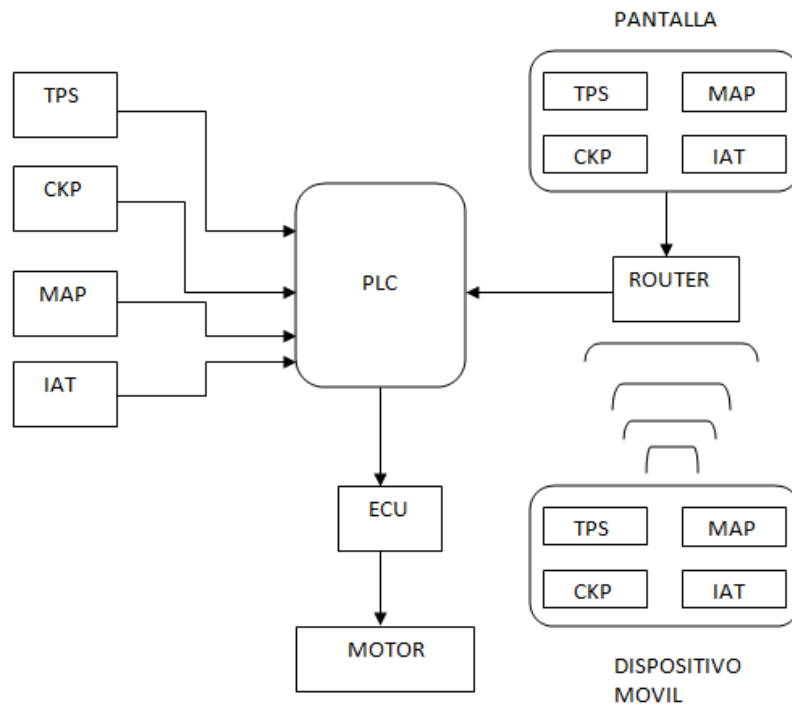 PANTALLA
TPS
CKP
MAP
IAT
PLC
ECU
MOTOR
TPS MAP
CKP IAT
ROUTER
TPS MAP
CKP IAT
DISPOSITIVO
MOVIL